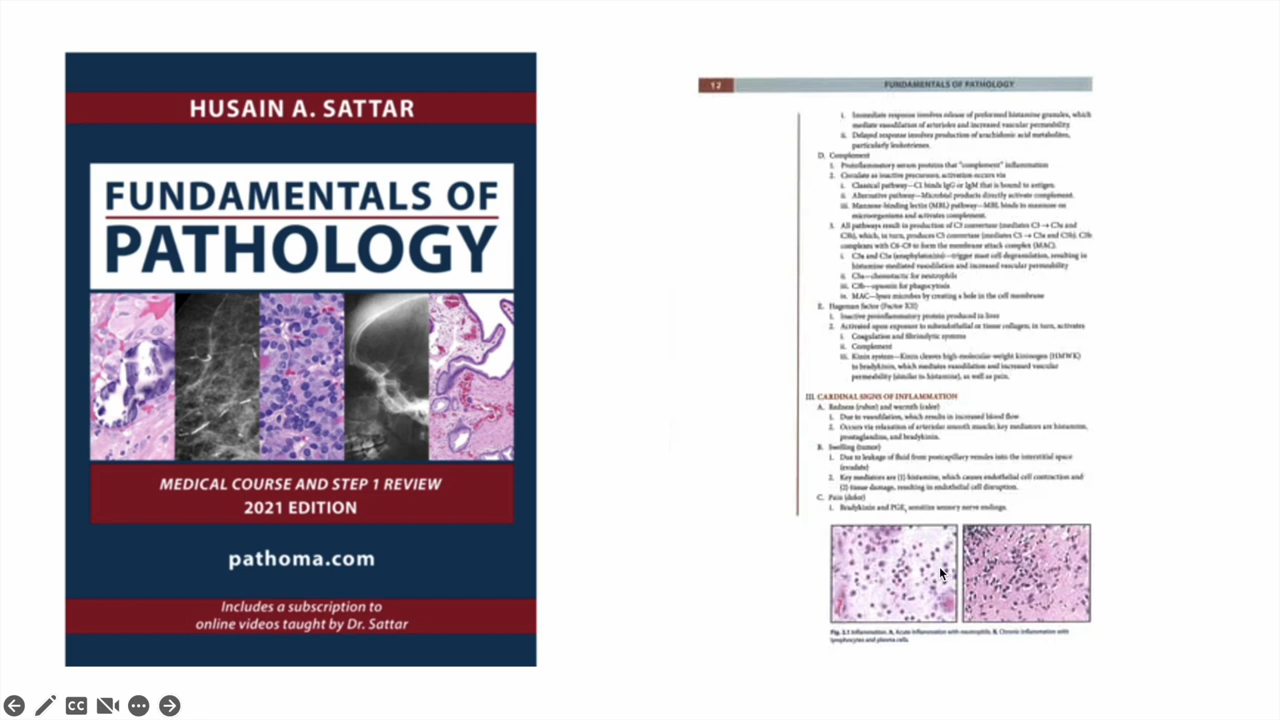 HUSAIN A. SATTAR
FUNDAMENTALS OF
PATHOLOGY
MEDICAL COURSE AND STEP 1 REVIEW
2021 EDITION
pathoma.com
Includes a subscription to
online videos taught by Dr. Sattar
12
FUNDAMENTALS OF PATHOLOGY
i. Immediate response involves release of preformed histamine granules, which
mediate vasodilation of arterioles and increased vascular permeability.
ii. Delayed response involves production of arachidonic acid metabolites,
particularly leukotrienes.
D. Complement
1. Proinflammatory serum proteins that "complement" inflammation
2. Circulate as inactive precursors; activation occurs via
i. Classical pathway—C1 binds IgG or IgM that is bound to antigen.
ii. Alternative pathway—Microbial products directly activate complement.
iii. Mannose-binding lectin (MBL) pathway—MBL binds to mannose on
microorganisms and activates complement.
3. All pathways result in production of C3 convertase (mediates C3 → C3a and
C3b), which, in turn, produces C5 convertase (mediates C5 → C5a and C5b). C5b
complexes with C6-C9 to form the membrane attack complex (MAC).
i. C3a and C5a (anaphylatoxins)—trigger mast cell degranulation, resulting in
histamine-mediated vasodilation and increased vascular permeability
ii. C5a—chemotactic for neutrophils
iii. C3b—opsonin for phagocytosis
iv. MAC—lyses microbes by creating a hole in the cell membrane
E. Hageman factor (Factor XII)
1. Inactive proinflammatory protein produced in liver
2. Activated upon exposure to subendothelial or tissue collagen; in turn, activates
i. Coagulation and fibrinolytic systems
ii. Complement
iii. Kinin system—Kinin cleaves high-molecular-weight kininogen (HMWK)
to bradykinin, which mediates vasodilation and increased vascular
permeability (similar to histamine), as well as pain.
III. CARDINAL SIGNS OF INFLAMMATION
A. Redness (rubor) and warmth (calor)
1. Due to vasodilation, which results in increased blood flow
2. Occurs via relaxation of arteriolar smooth muscle; key mediators are histamine,
prostaglandins, and bradykinin.
B. Swelling (tumor)
1. Due to leakage of fluid from postcapillary venules into the interstitial space
(exudate)
2. Key mediators are (1) histamine, which causes endothelial cell contraction and
(2) tissue damage, resulting in endothelial cell disruption.
C. Pain (dolor)
1. Bradykinin and PGE₂ sensitize sensory nerve endings.
Fig. 2.1 Inflammation. A, Acute inflammation with neutrophils. B, Chronic inflammation with
lymphocytes and plasma cells.
CC